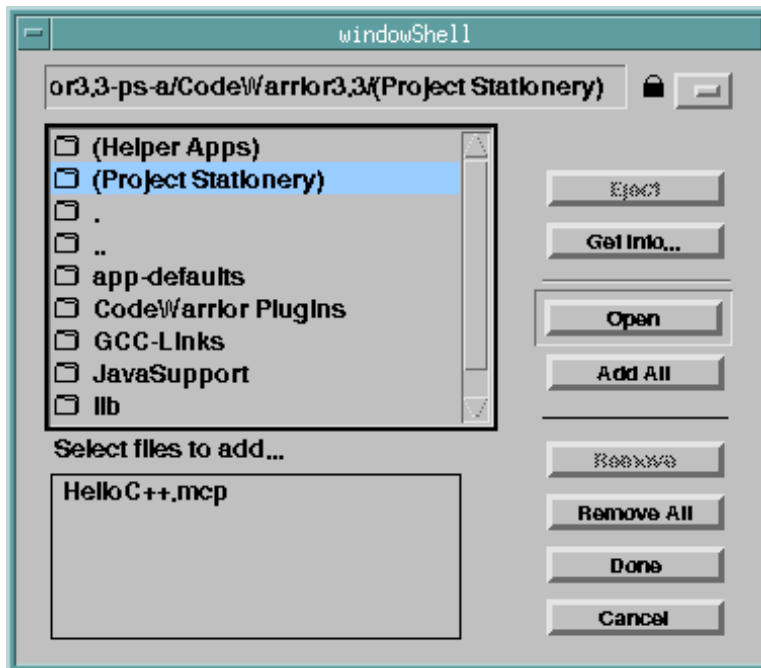 windowShell
or3.3-ps-a/CodeWarrior3.3/(Project Stationery)
(Helper Apps)
(Project Stationery)
.
..
app-defaults
CodeWarrior Plugins
GCC-Links
JavaSupport
lib
Eject
Get Info...
Open
Add All
Select files to add...
HelloC++.mcp
Remove
Remove All
Done
Cancel